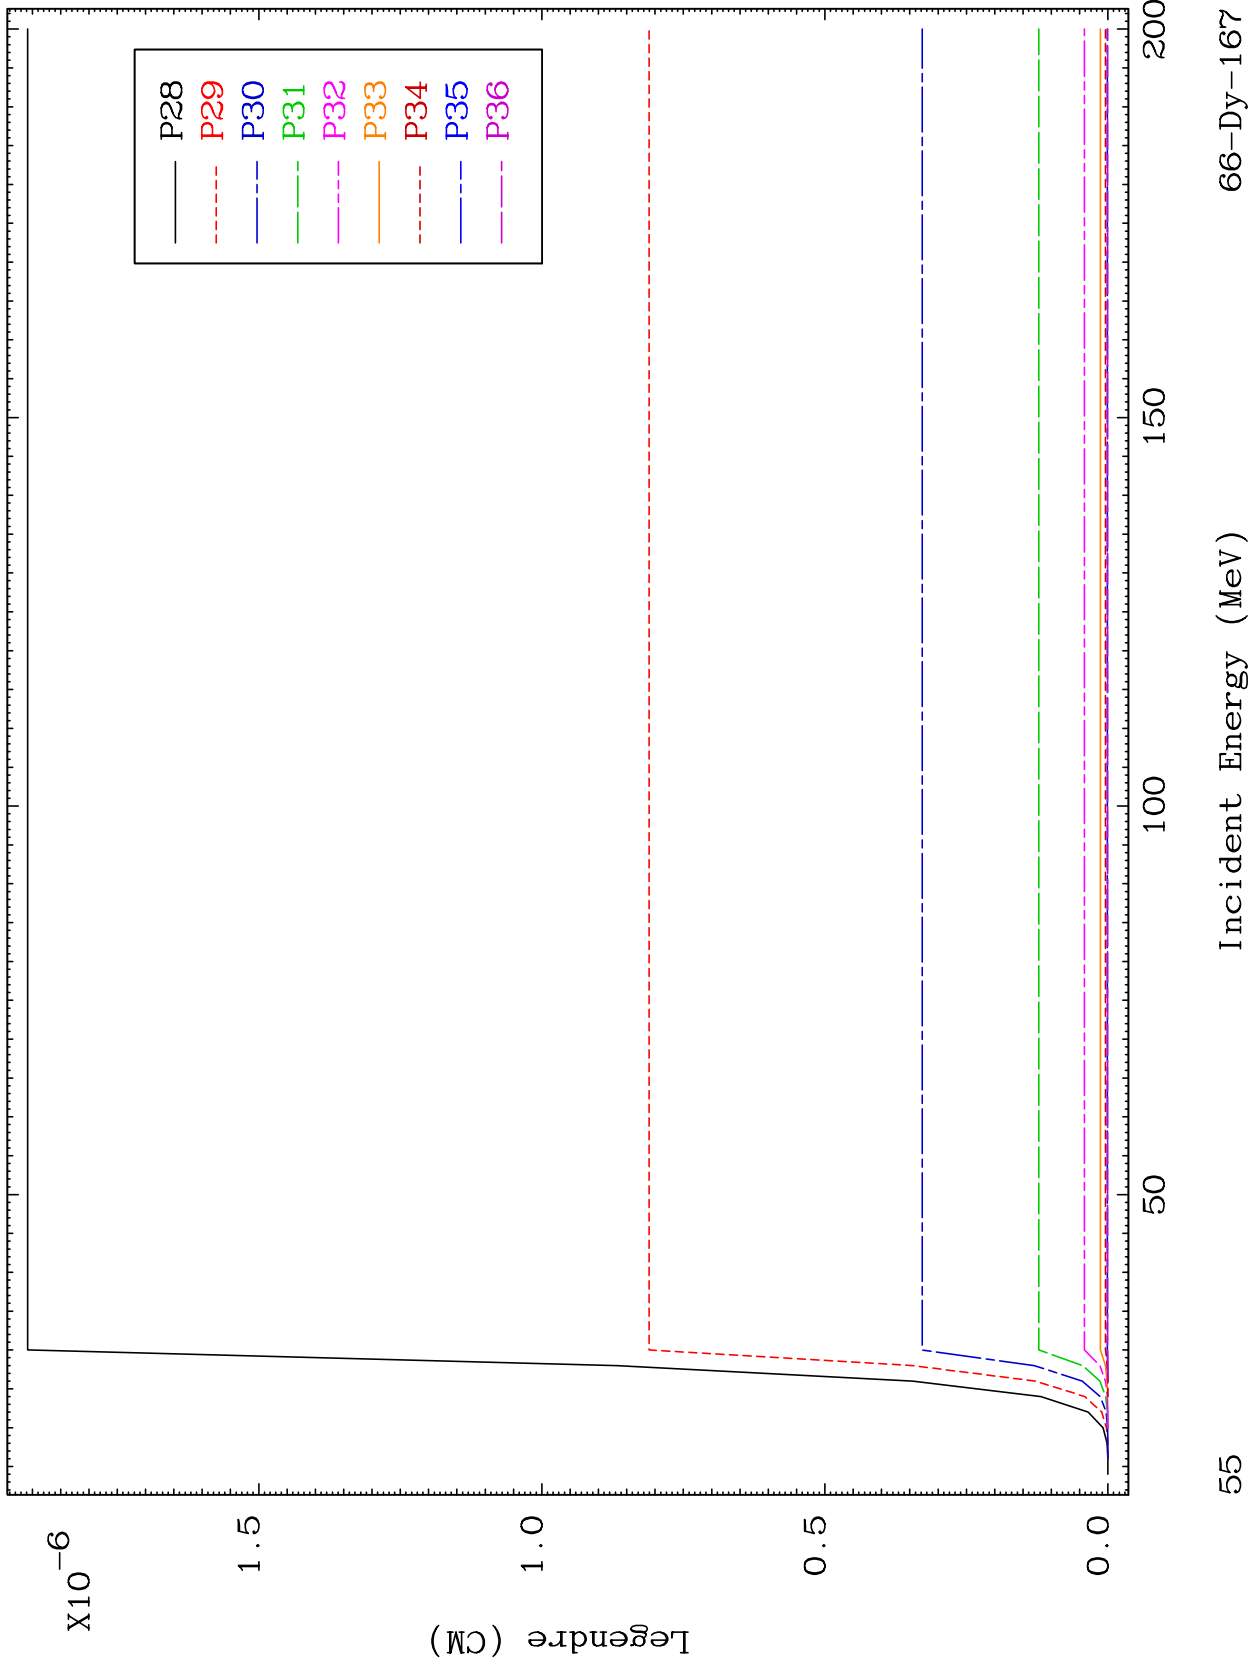 X10-6
1.5
1.0
0.5
0.0
Legendre (CM)
P28
P29
P30
P31
P32
P33
P34
P35
P36
50
100
150
200
55
Incident Energy (MeV)
66-Dy-167